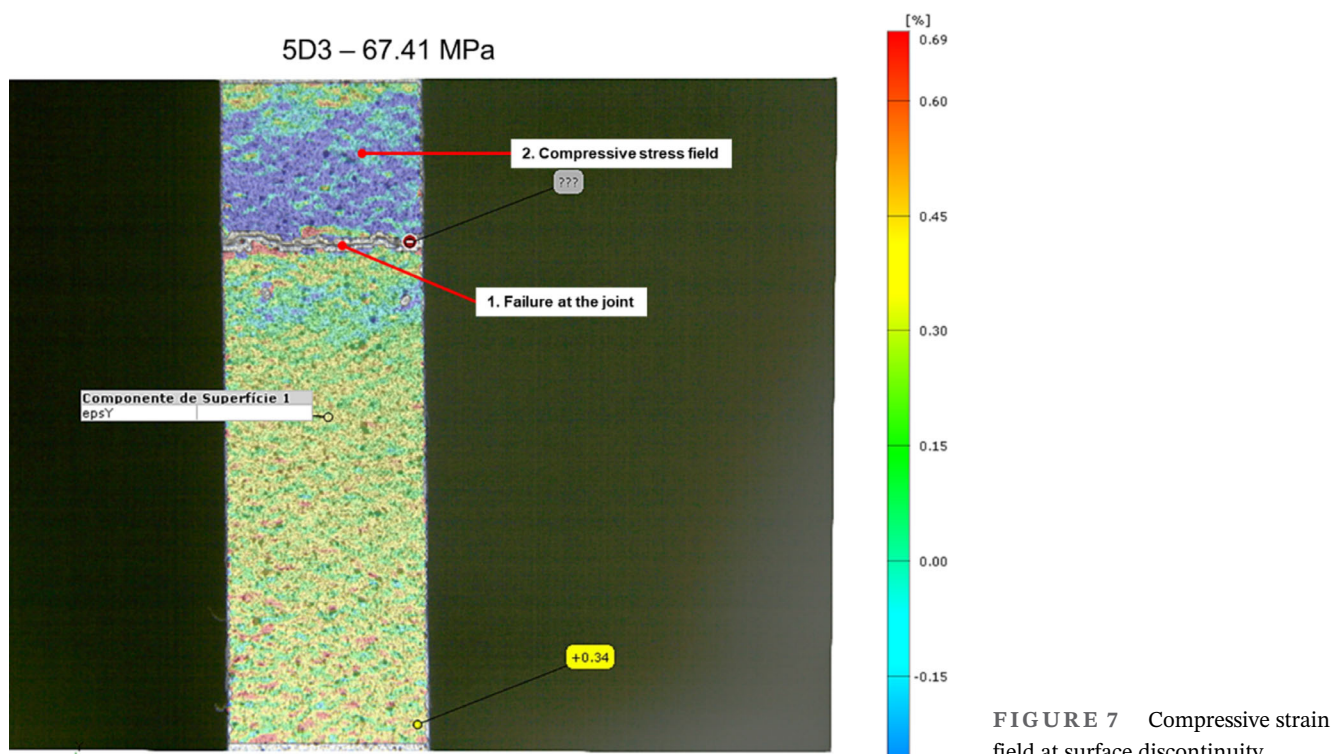 5D3 – 67.41 MPa
2. Compressive stress field
???
1. Failure at the joint
Componente de Superfície 1
epsY
+0.34
[%]
0.69
0.60
0.45
0.30
0.15
0.00
-0.15
FIGURE 7 Compressive strain
field at surface discontinuity